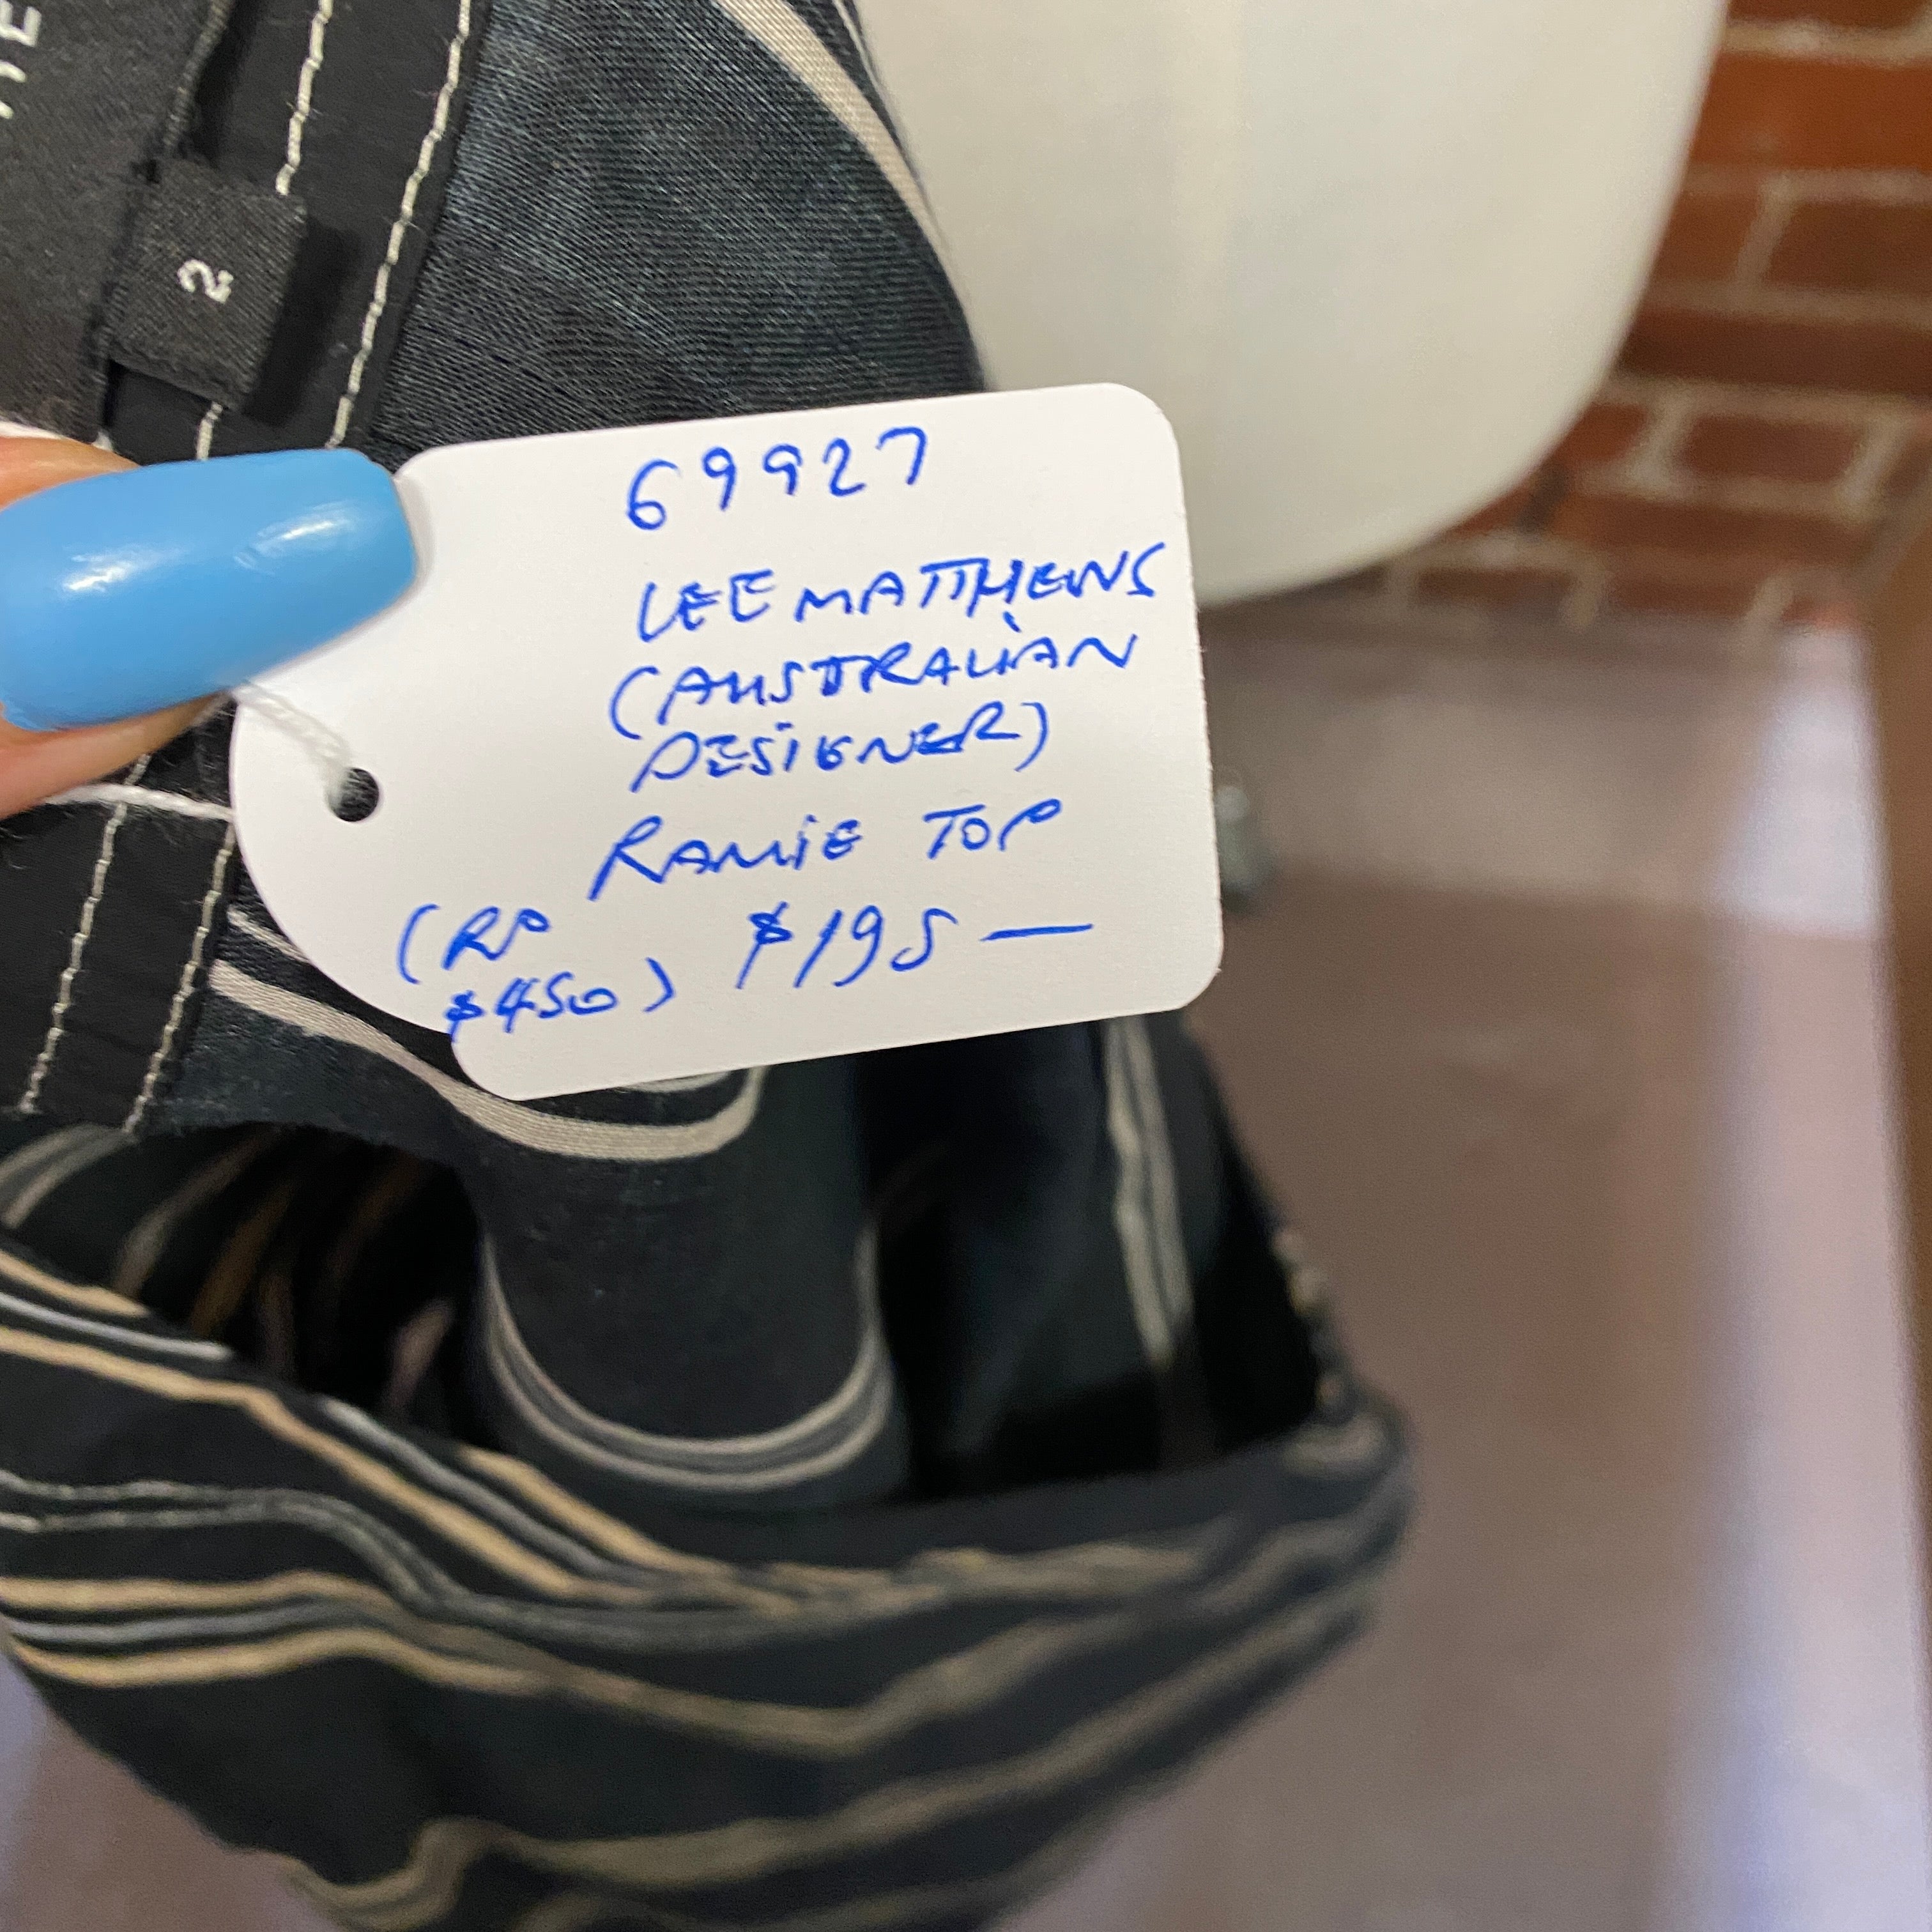 2
69927
LEE MATTHEWS
(AUSTRALIAN
DESIGNER)
RAMIE TOP
(RP $195 —
$450)